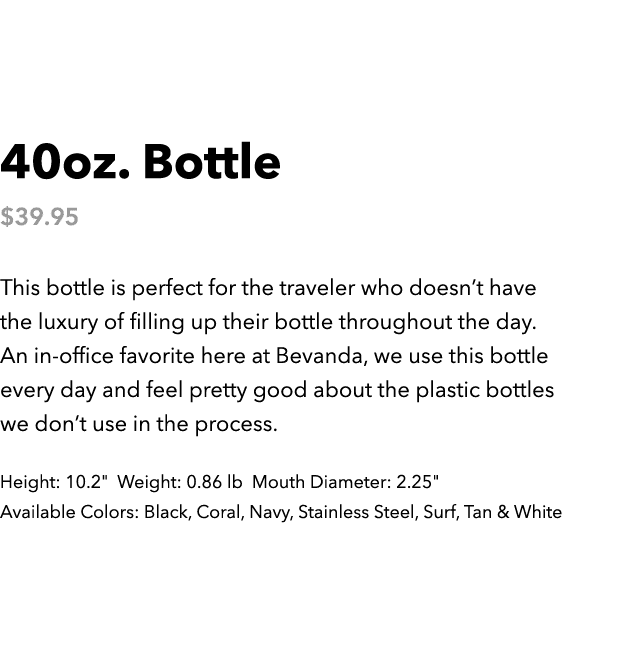 40oz. Bottle
$39.95
This bottle is perfect for the traveler who doesn’t have
the luxury of filling up their bottle throughout the day.
An in-office favorite here at Bevanda, we use this bottle
every day and feel pretty good about the plastic bottles
we don’t use in the process.
Height: 10.2" Weight: 0.86 lb Mouth Diameter: 2.25"
Available Colors: Black, Coral, Navy, Stainless Steel, Surf, Tan & White